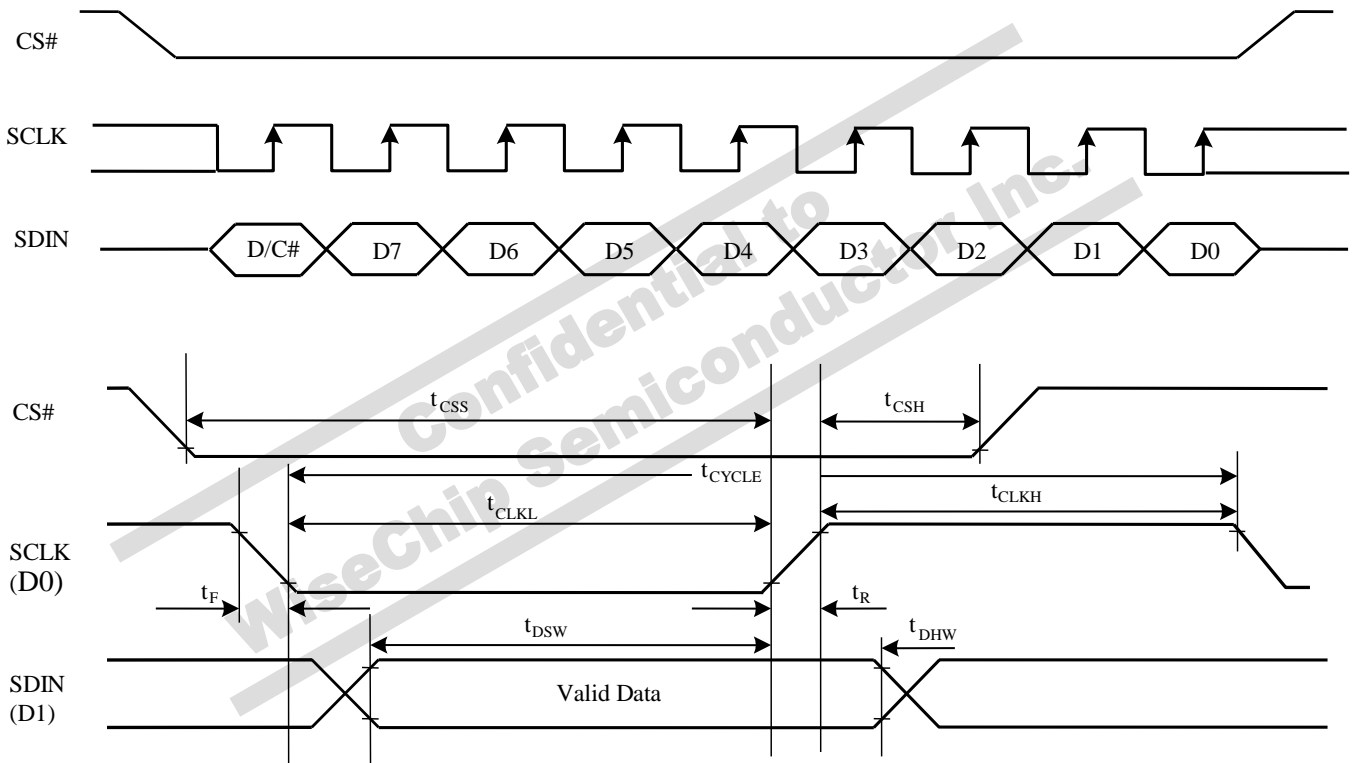 CS#
SCLK
SDIN
D/C# D7 D6 D5 D4 D3 D2 D1 D0
Confidential to
WiseChip Semiconductor Inc.
CS#
tCSS
tCSH
tCYCLE
tCLKL
tCLKH
SCLK
(D0)
tF
tR
tDSW
tDHW
SDIN
(D1)
Valid Data